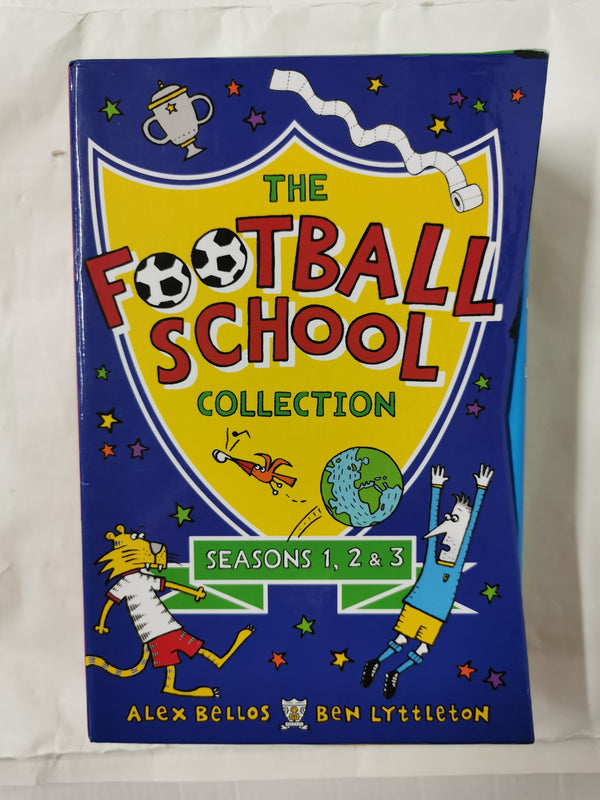 THE
FOOTBALL
SCHOOL
COLLECTION
SEASONS 1, 2 & 3
ALEX BELLOS
BEN LYTTLETON